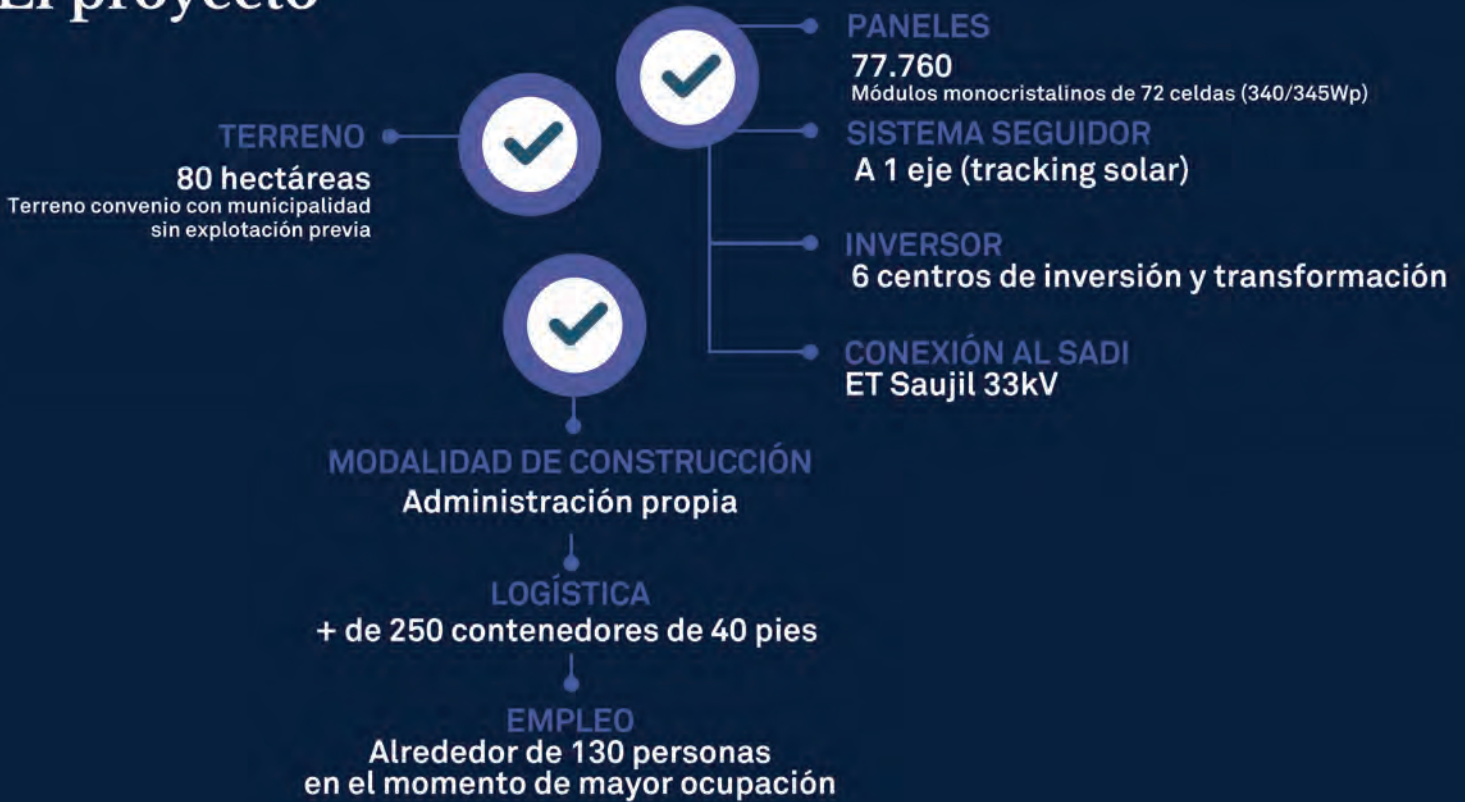 El proyecto
TERRENO
80 hectáreas
Terreno convenio con municipalidad
sin explotación previa
PANELES
77.760
Módulos monocristalinos de 72 celdas (340/345Wp)
SISTEMA SEGUIDOR
A 1 eje (tracking solar)
INVERSOR
6 centros de inversión y transformación
CONEXIÓN AL SADI
ET Saujil 33kV
MODALIDAD DE CONSTRUCCIÓN
Administración propia
LOGÍSTICA
+ de 250 contenedores de 40 pies
EMPLEO
Alrededor de 130 personas
en el momento de mayor ocupación